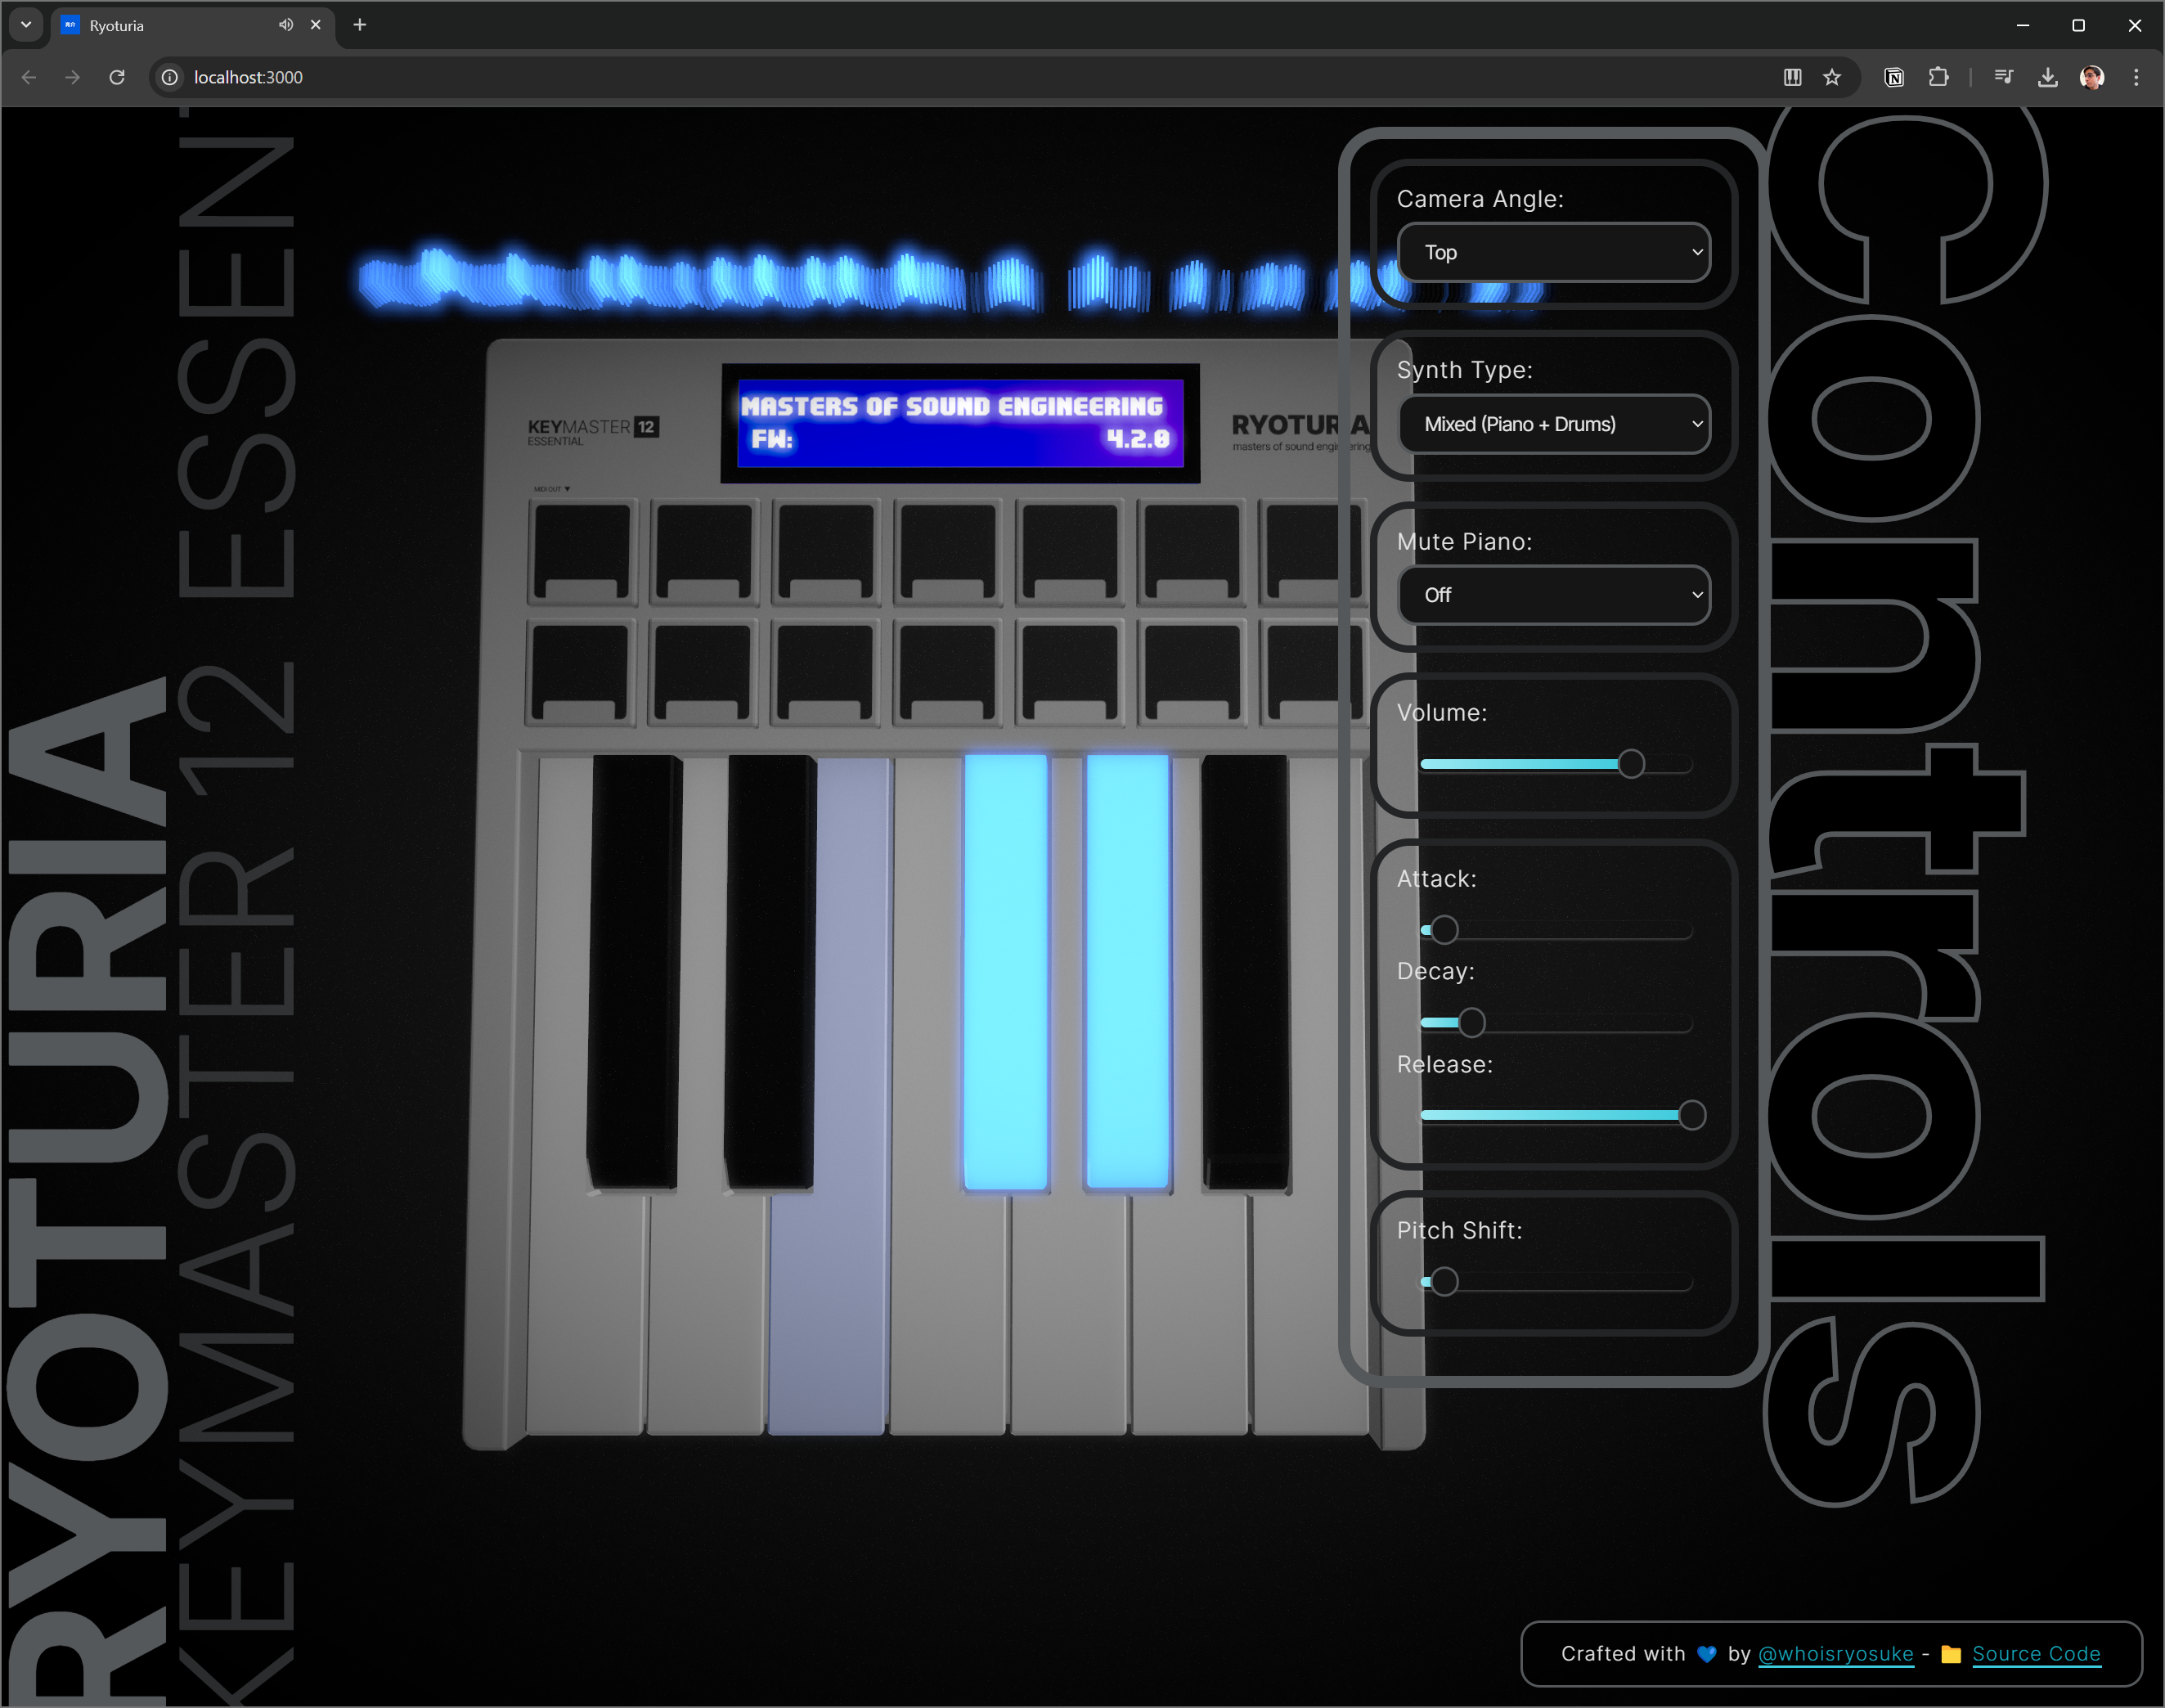 Ryoturia
localhost:3000
RYOTURIA
KEYMASTER 12 ESSENT
KEYMASTER 12
ESSENTIAL
MASTERS OF SOUND ENGINEERING
FW: 4.2.0
RYOTURIA
masters of sound engineering
MIDI OUT ▼
Camera Angle:
Top
Synth Type:
Mixed (Piano + Drums)
Mute Piano:
Off
Volume:
Attack:
Decay:
Release:
Pitch Shift:
Controls
Crafted with 💙 by @whoisryosuke - 📁 Source Code